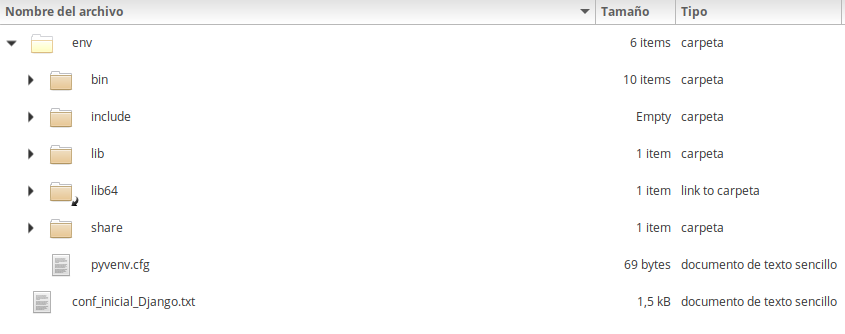 Nombre del archivo Tamaño Tipo
env 6 items carpeta
bin 10 items carpeta
include Empty carpeta
lib 1 item carpeta
lib64 1 item link to carpeta
share 1 item carpeta
pyvenv.cfg 69 bytes documento de texto sencillo
conf_inicial_Django.txt 1,5 kB documento de texto sencillo